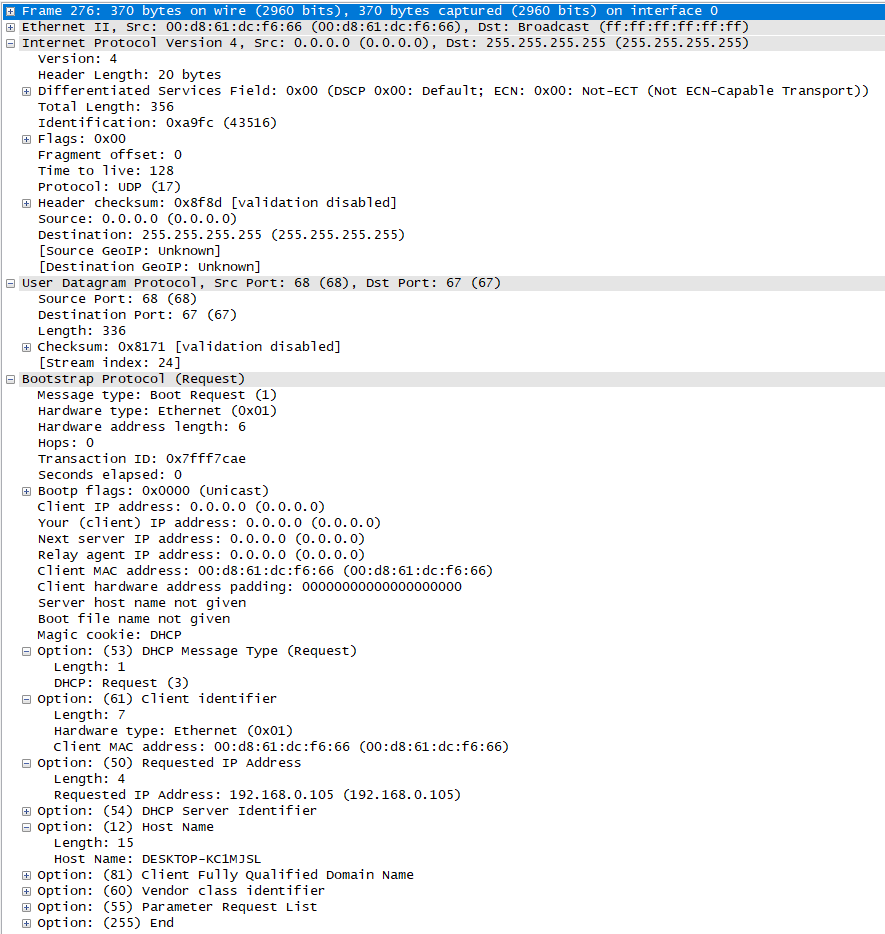 Frame 276: 370 bytes on wire (2960 bits), 370 bytes captured (2960 bits) on interface 0
Ethernet II, Src: 00:d8:61:dc:f6:66 (00:d8:61:dc:f6:66), Dst: Broadcast (ff:ff:ff:ff:ff:ff)
Internet Protocol Version 4, Src: 0.0.0.0 (0.0.0.0), Dst: 255.255.255.255 (255.255.255.255)
Version: 4
Header Length: 20 bytes
Differentiated Services Field: 0x00 (DSCP 0x00: Default; ECN: 0x00: Not-ECT (Not ECN-Capable Transport))
Total Length: 356
Identification: 0xa9fc (43516)
Flags: 0x00
Fragment offset: 0
Time to live: 128
Protocol: UDP (17)
Header checksum: 0x8f8d [validation disabled]
Source: 0.0.0.0 (0.0.0.0)
Destination: 255.255.255.255 (255.255.255.255)
[Source GeoIP: Unknown]
[Destination GeoIP: Unknown]
User Datagram Protocol, Src Port: 68 (68), Dst Port: 67 (67)
Source Port: 68 (68)
Destination Port: 67 (67)
Length: 336
Checksum: 0x8171 [validation disabled]
[Stream index: 24]
Bootstrap Protocol (Request)
Message type: Boot Request (1)
Hardware type: Ethernet (0x01)
Hardware address length: 6
Hops: 0
Transaction ID: 0x7fff7cae
Seconds elapsed: 0
Bootp flags: 0x0000 (Unicast)
Client IP address: 0.0.0.0 (0.0.0.0)
Your (client) IP address: 0.0.0.0 (0.0.0.0)
Next server IP address: 0.0.0.0 (0.0.0.0)
Relay agent IP address: 0.0.0.0 (0.0.0.0)
Client MAC address: 00:d8:61:dc:f6:66 (00:d8:61:dc:f6:66)
Client hardware address padding: 00000000000000000000
Server host name not given
Boot file name not given
Magic cookie: DHCP
Option: (53) DHCP Message Type (Request)
Length: 1
DHCP: Request (3)
Option: (61) Client identifier
Length: 7
Hardware type: Ethernet (0x01)
Client MAC address: 00:d8:61:dc:f6:66 (00:d8:61:dc:f6:66)
Option: (50) Requested IP Address
Length: 4
Requested IP Address: 192.168.0.105 (192.168.0.105)
Option: (54) DHCP Server Identifier
Option: (12) Host Name
Length: 15
Host Name: DESKTOP-KC1MJSL
Option: (81) Client Fully Qualified Domain Name
Option: (60) Vendor class identifier
Option: (55) Parameter Request List
Option: (255) End